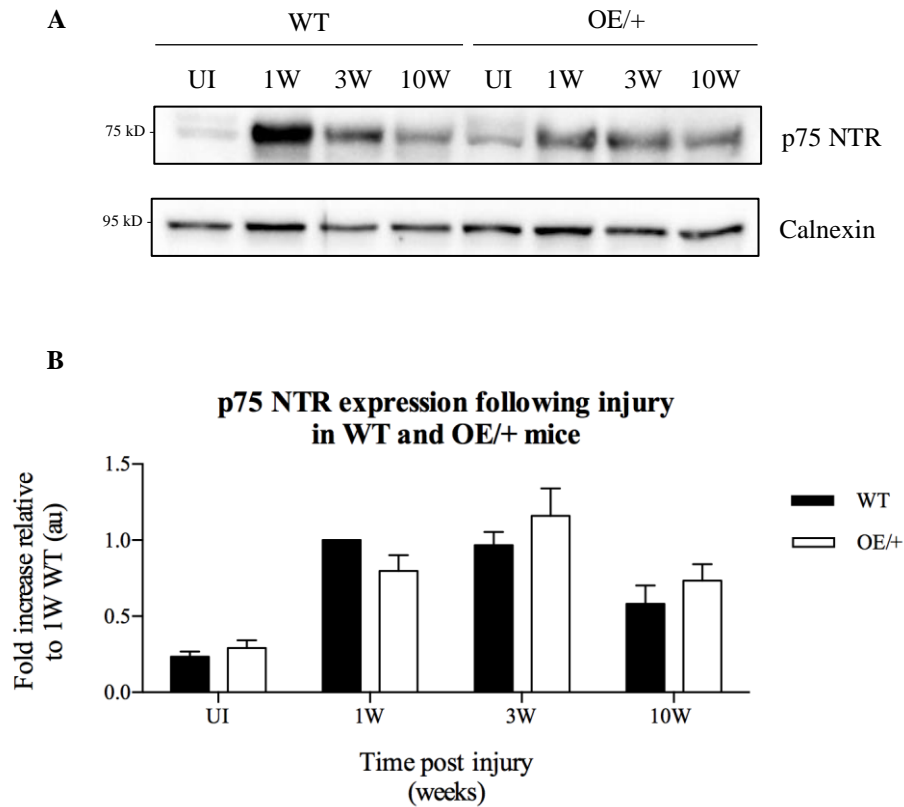 A
WT OE/+
UI 1W 3W 10W UI 1W 3W 10W
75 kD
p75 NTR
95 kD
Calnexin
B
p75 NTR expression following injury
in WT and OE/+ mice
Fold increase relative
to 1W WT (au)
1.5
1.0
0.5
0.0
UI 1W 3W 10W
Time post injury
(weeks)
WT
OE/+